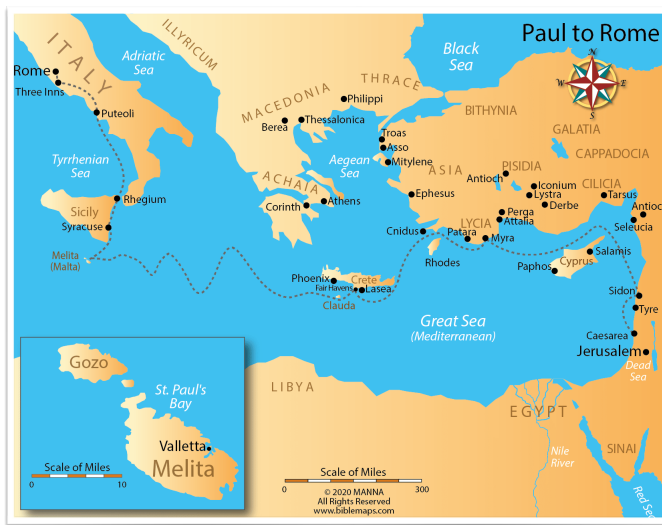 Paul to Rome
N
W
E
S
ILLYRICUM
ITALY
Adriatic
Sea
Black
Sea
Rome
Three Inns
Puteoli
THRACE
MACEDONIA
Philippi
Berea
Thessalonica
BITHYNIA
GALATIA
CAPPADOCIA
Troas
Asso
Mitylene
Aegean
Sea
Tyrrhenian
Sea
ASIA
PISIDIA
Antioch
Iconium
Lystra
Derbe
CILICIA
Tarsus
ACHAIA
Athens
Corinth
Ephesus
Rhegium
Sicily
Syracuse
Perga
Attalia
LYCIA
Patara
Myra
Cnidus
Rhodes
Antioc
Seleucia
Melita
(Malta)
Salamis
Cyprus
Paphos
Phoenix
Crete
Fair Havens
Lasea
Clauda
Sidon
Tyre
Caesarea
Jerusalem
Dead
Sea
Great Sea
(Mediterranean)
LIBYA
EGYPT
Nile
River
SINAI
Red Se
Gozo
St. Paul's
Bay
Valletta
Melita
Scale of Miles
0
10
Scale of Miles
0
300
© 2020 MANNA
All Rights Reserved
www.biblemaps.com